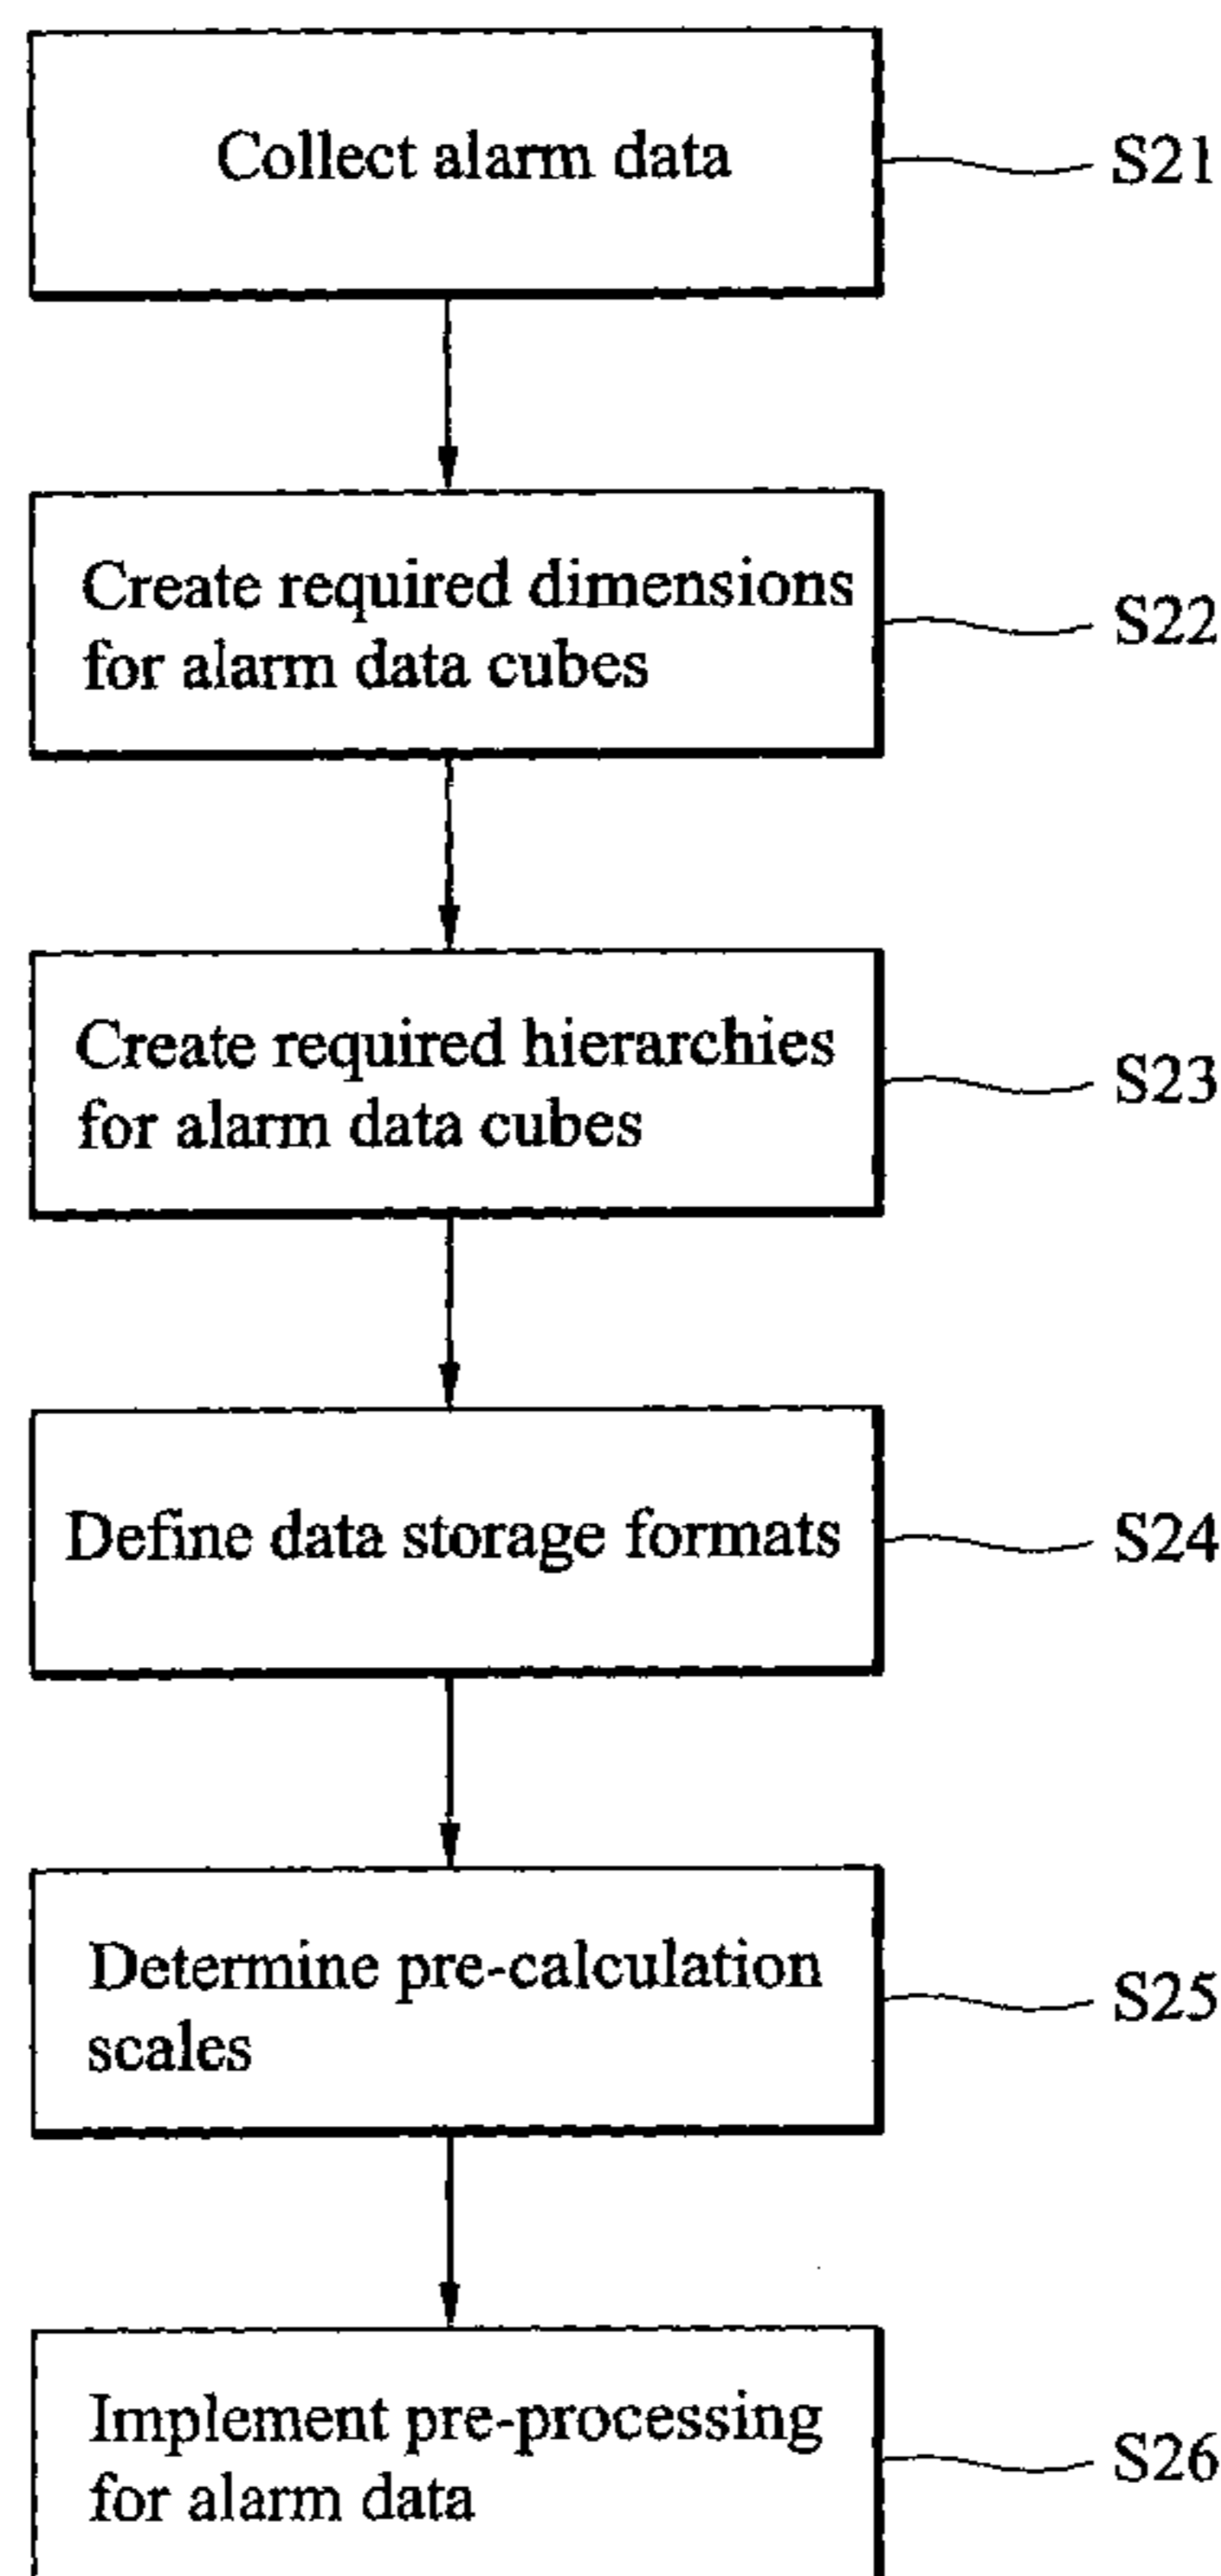 Collect alarm data
S21
Create required dimensions
for alarm data cubes
S22
Create required hierarchies
for alarm data cubes
S23
Define data storage formats
S24
Determine pre-calculation
scales
S25
Implement pre-processing
for alarm data
S26